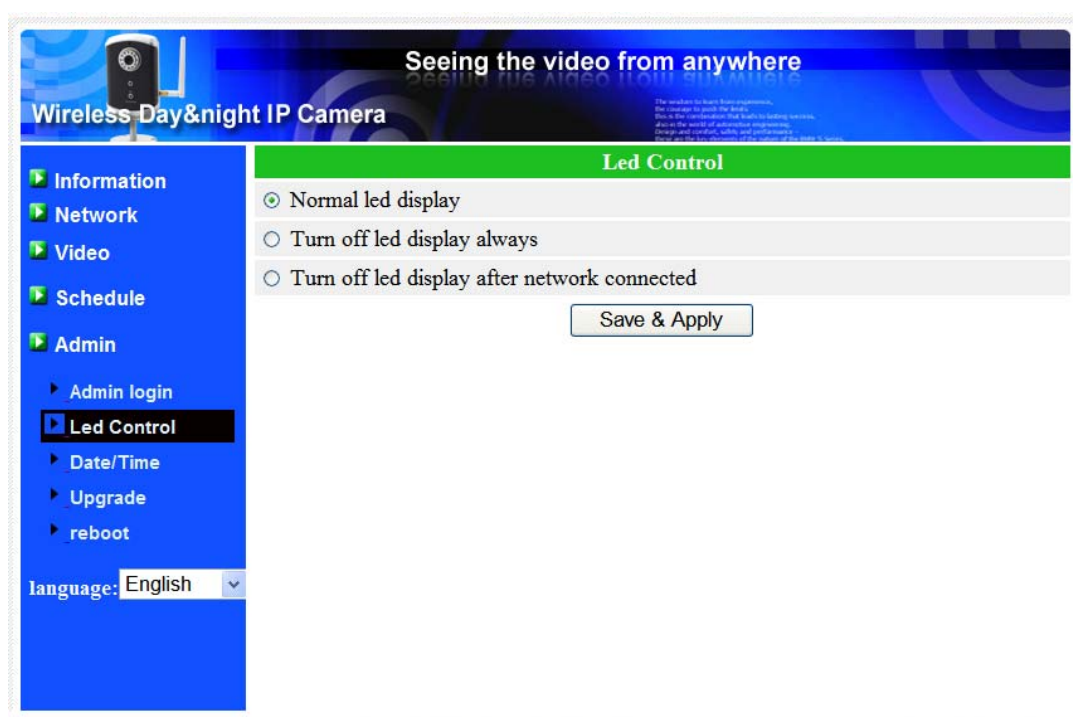 Seeing the video from anywhere
Wireless Day&night IP Camera
Information
Network
Video
Schedule
Admin
Admin login
Led Control
Date/Time
Upgrade
reboot
language: English
Led Control
Normal led display
Turn off led display always
Turn off led display after network connected
Save & Apply